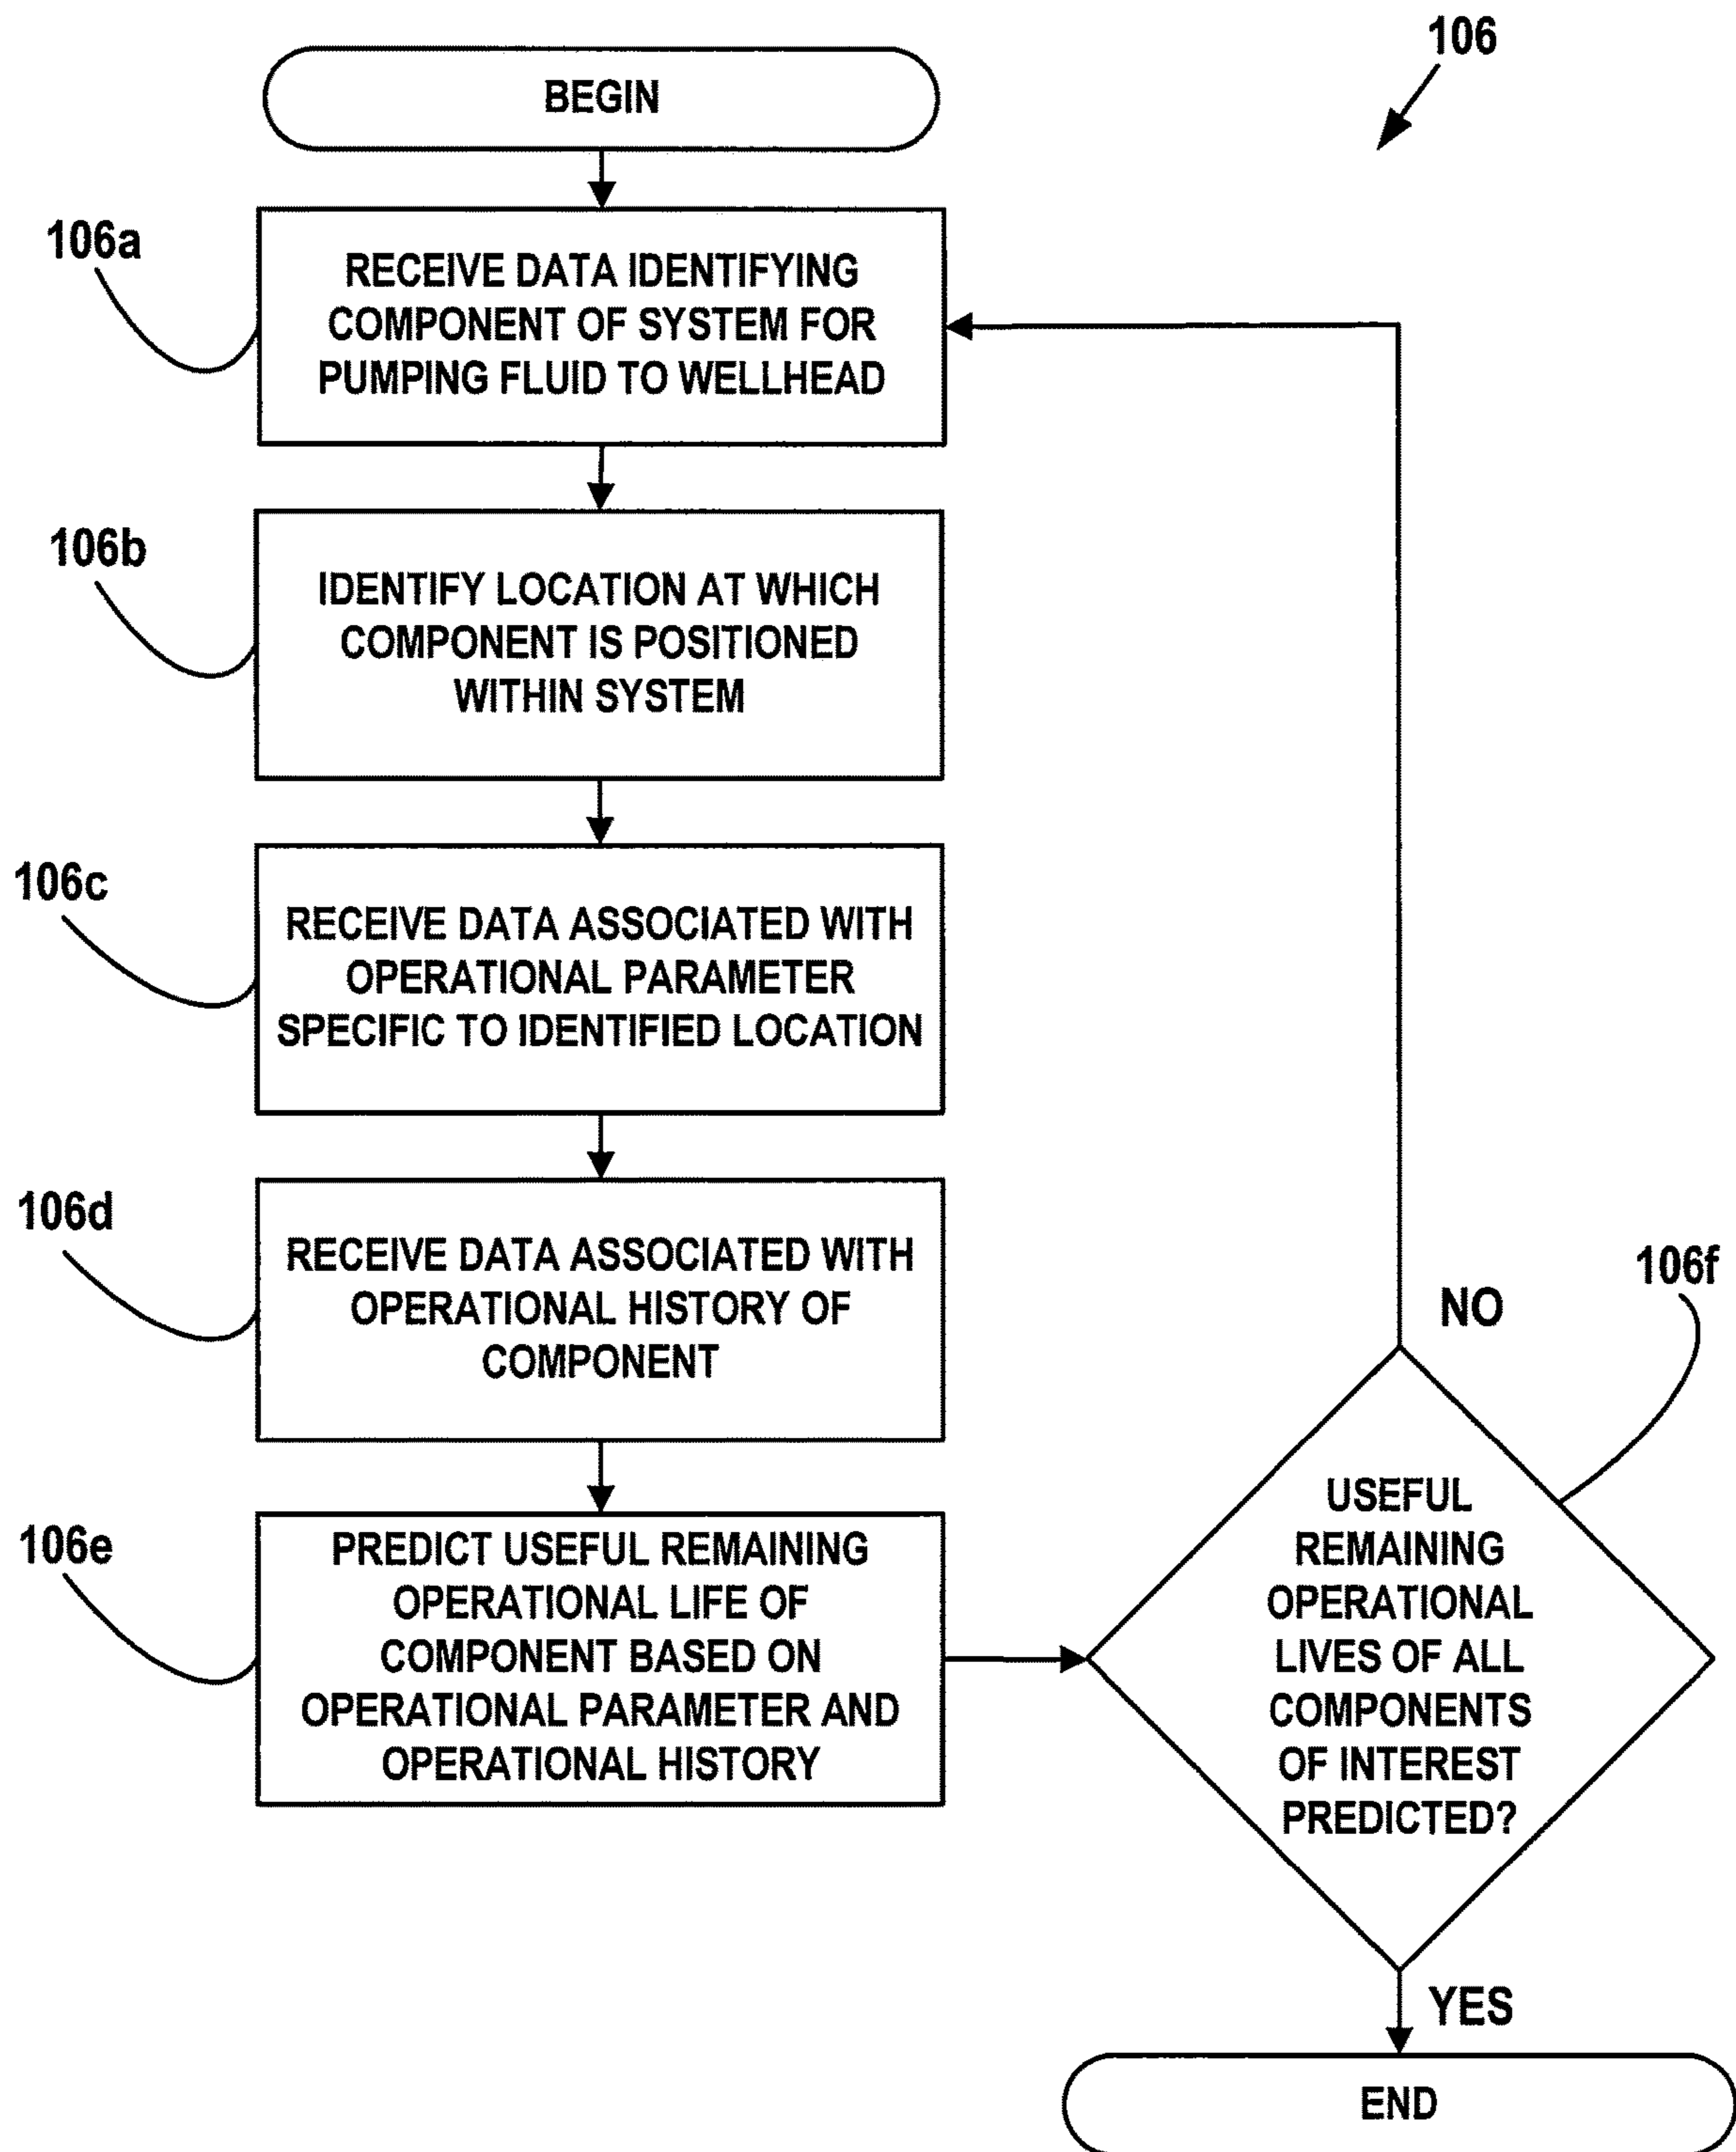 106
BEGIN
106a
RECEIVE DATA IDENTIFYING
COMPONENT OF SYSTEM FOR
PUMPING FLUID TO WELLHEAD
106b
IDENTIFY LOCATION AT WHICH
COMPONENT IS POSITIONED
WITHIN SYSTEM
106c
RECEIVE DATA ASSOCIATED WITH
OPERATIONAL PARAMETER
SPECIFIC TO IDENTIFIED LOCATION
106d
RECEIVE DATA ASSOCIATED WITH
OPERATIONAL HISTORY OF
COMPONENT
106e
PREDICT USEFUL REMAINING
OPERATIONAL LIFE OF
COMPONENT BASED ON
OPERATIONAL PARAMETER AND
OPERATIONAL HISTORY
106f
NO
USEFUL
REMAINING
OPERATIONAL
LIVES OF ALL
COMPONENTS
OF INTEREST
PREDICTED?
YES
END